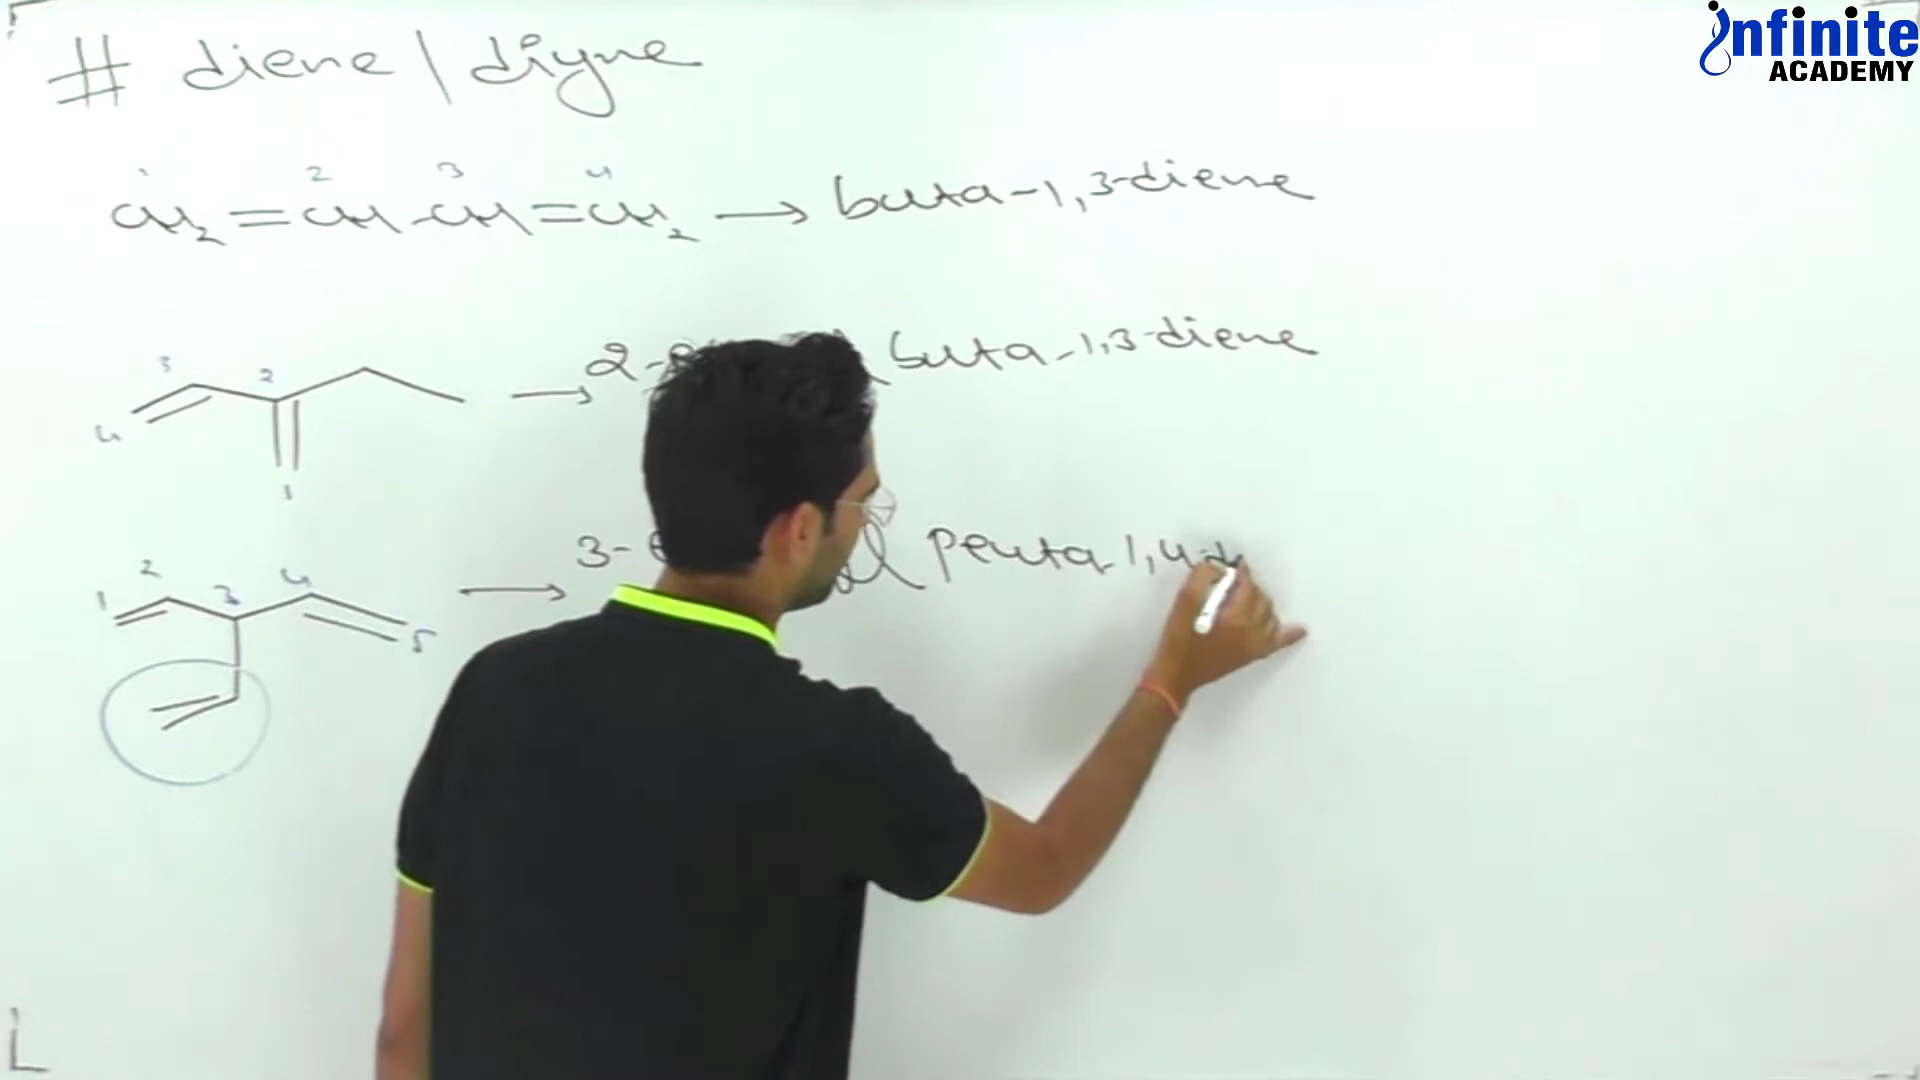 infinite
ACADEMY
# diene/diyne
1 2 3 4
CH2=CH-CH=CH2 → buta-1,3-diene
→ 2- buta-1,3-diene
3 2
4
1
→ 3- penta-1,4-d
1 2 3 4 5